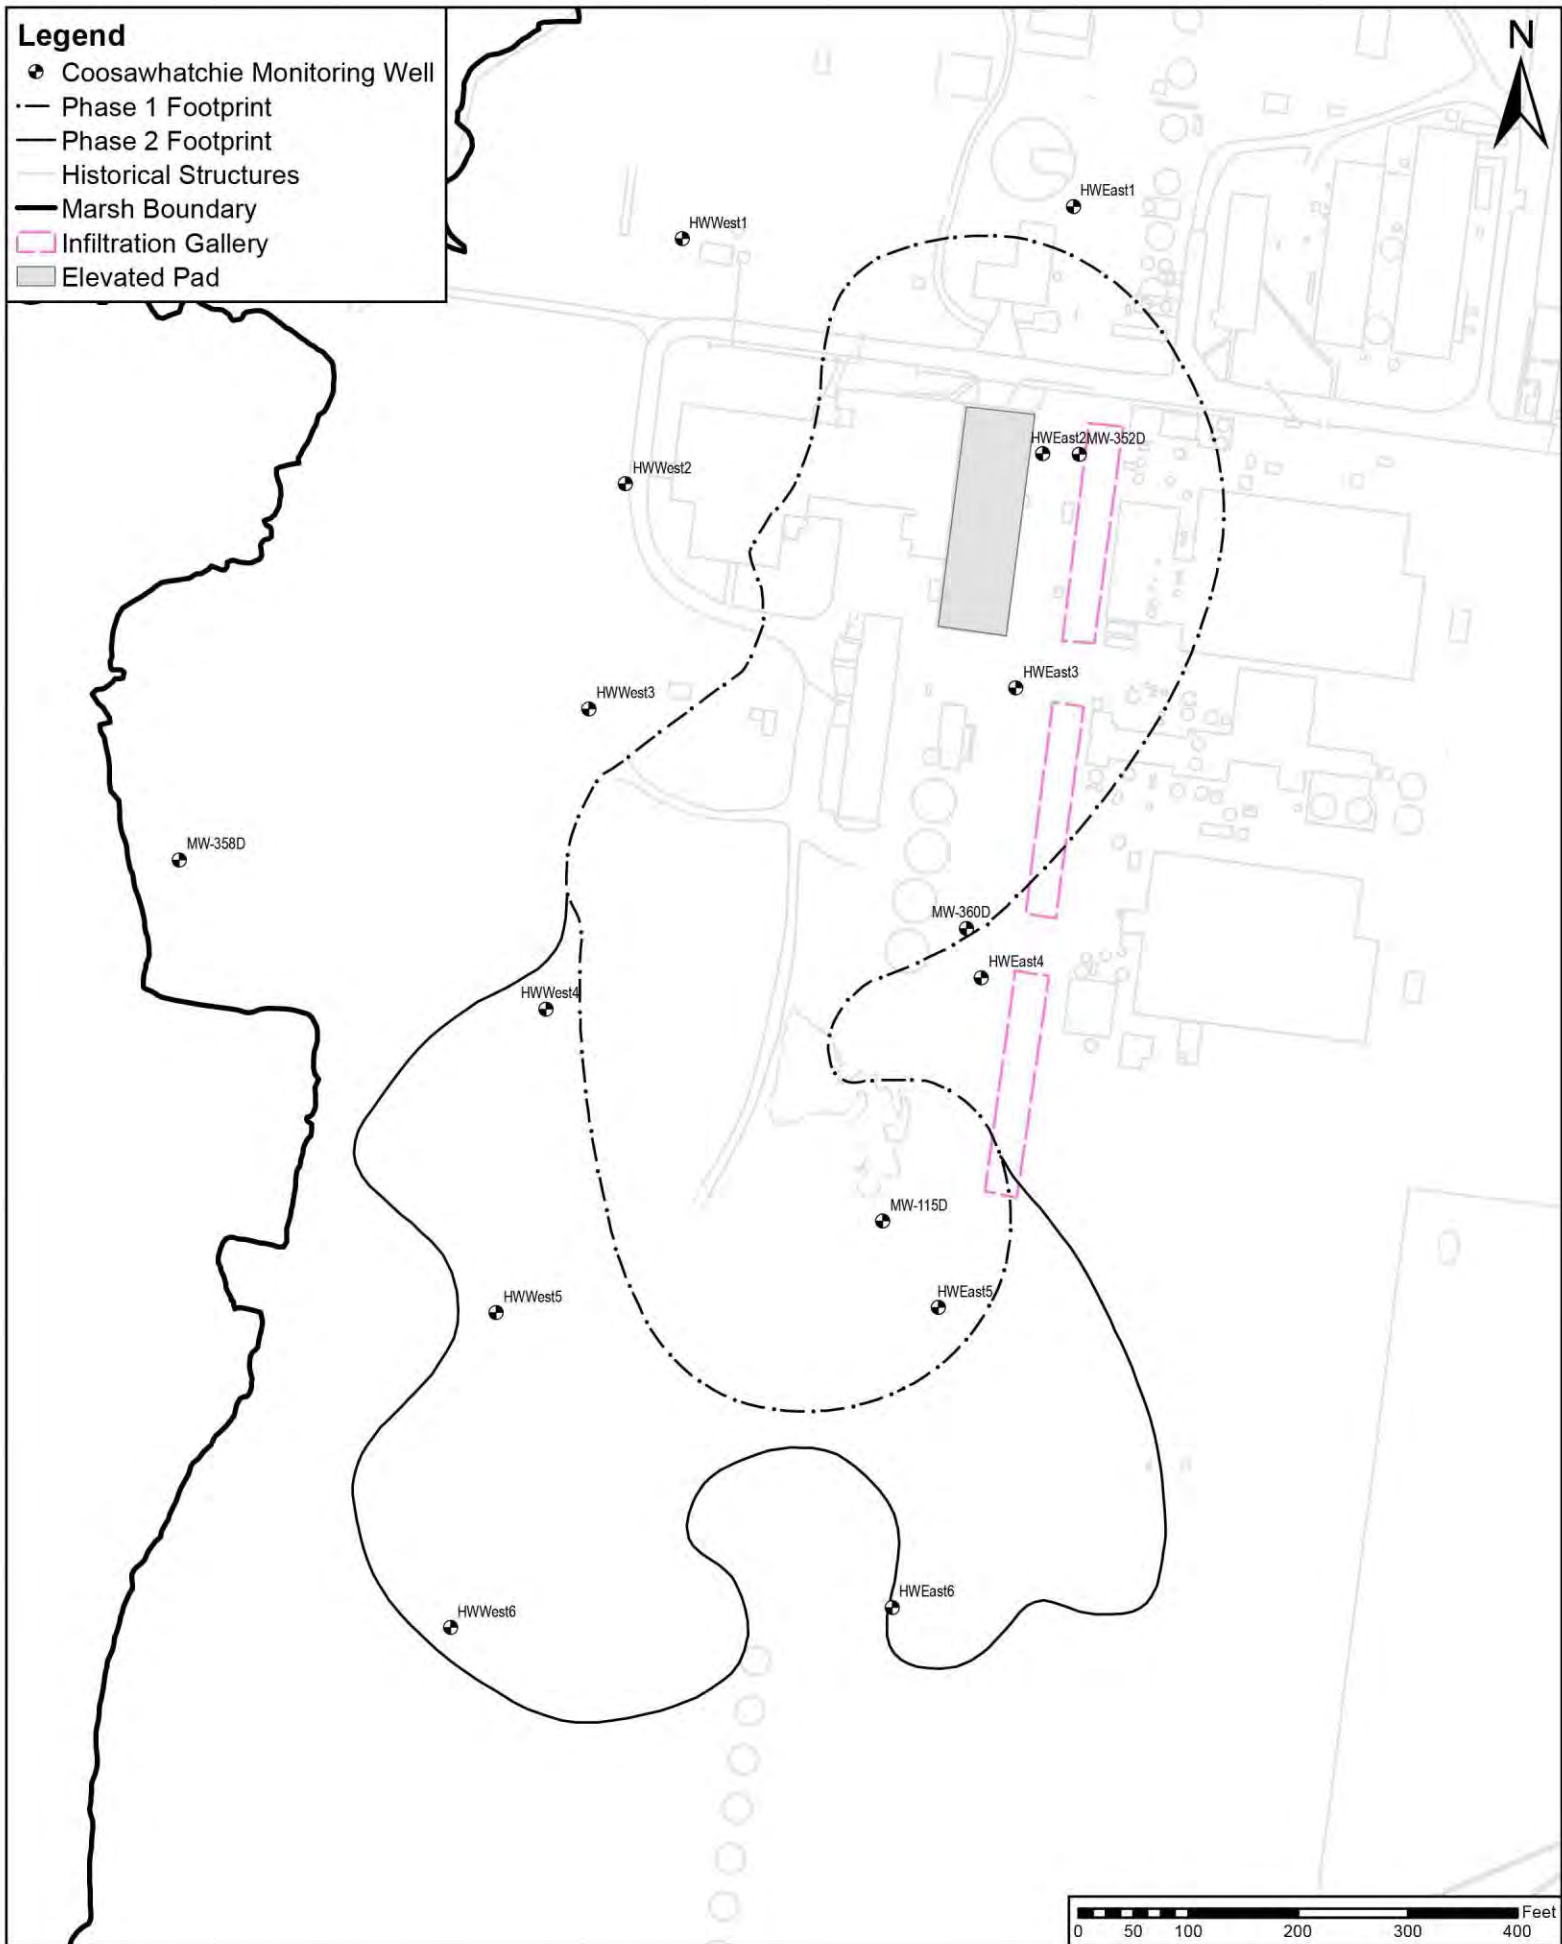 Legend
Coosawhatchie Monitoring Well
Phase 1 Footprint
Phase 2 Footprint
Historical Structures
Marsh Boundary
Infiltration Gallery
Elevated Pad
N
HWEast1
HWWest1
HWEast2 MW-352D
HWWest2
HWEast3
HWWest3
MW-358D
MW-360D
HWEast4
HWWest4
MW-115D
HWWest5
HWEast5
HWEast6
HWWest6
Feet
0 50 100 200 300 400